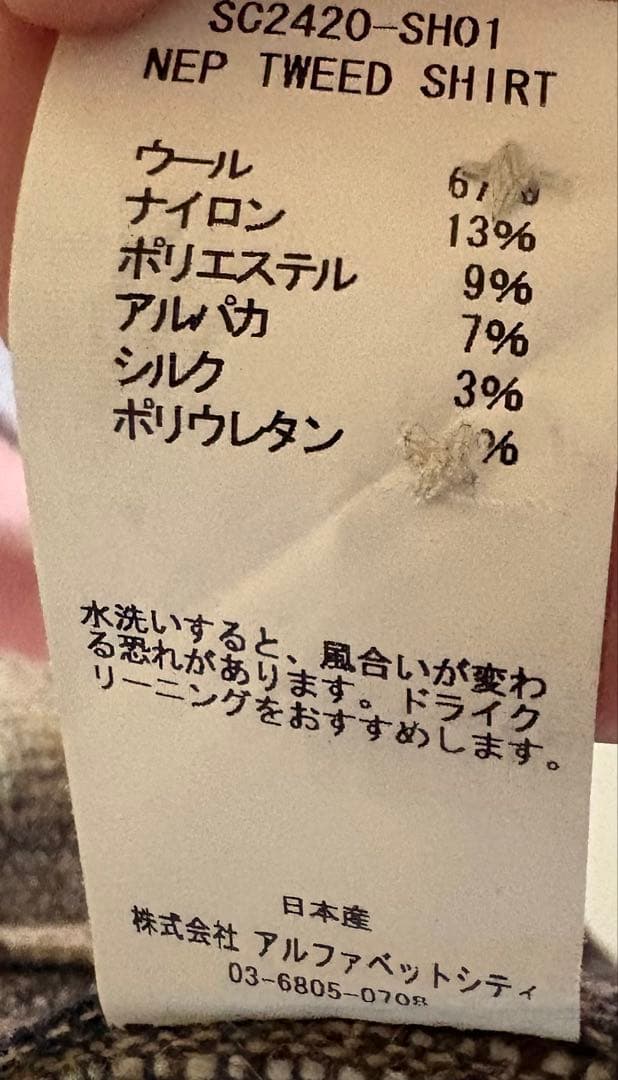 SC2420-SH01
NEP TWEED SHIRT
ウール
ナイロン 13%
ポリエステル 9%
アルパカ 7%
シルク 3%
ポリウレタン %
水洗いすると、風合いが変わ
る恐れがあります。ドライク
リーニングをおすすめします。
日本産
株式会社 アルファベットシティ
03-6805-0708